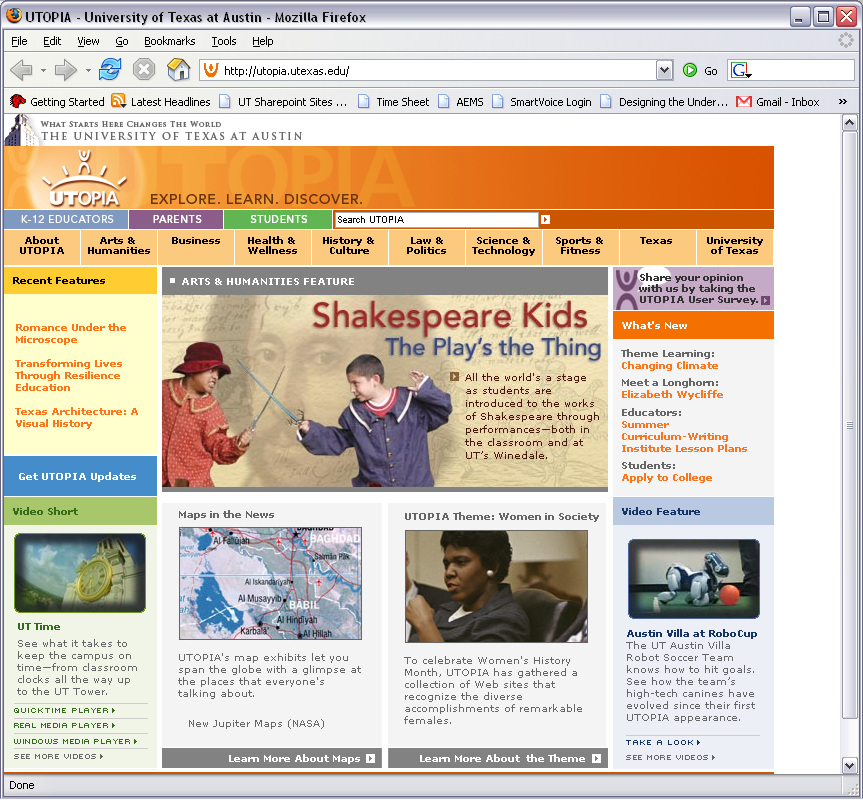 UTOPIA - University of Texas at Austin - Mozilla Firefox
File Edit View Go Bookmarks Tools Help
http://utopia.utexas.edu/ Go G
Getting Started Latest Headlines UT Sharepoint Sites ... Time Sheet AEMS SmartVoice Login Designing the Under... Gmail - Inbox »
WHAT STARTS HERE CHANGES THE WORLD
THE UNIVERSITY OF TEXAS AT AUSTIN
UTOPIA
UTOPIA
EXPLORE. LEARN. DISCOVER.
K-12 EDUCATORS PARENTS STUDENTS Search UTOPIA
About UTOPIA
Arts & Humanities
Business
Health & Wellness
History & Culture
Law & Politics
Science & Technology
Sports & Fitness
Texas
University of Texas
Recent Features
Romance Under the
Microscope
Transforming Lives
Through Resilience
Education
Texas Architecture: A
Visual History
Get UTOPIA Updates
Video Short
UT Time
See what it takes to
keep the campus on
time—from classroom
clocks all the way up
to the UT Tower.
QUICKTIME PLAYER
REAL MEDIA PLAYER
WINDOWS MEDIA PLAYER
SEE MORE VIDEOS
ARTS & HUMANITIES FEATURE
Shakespeare Kids
The Play's the Thing
All the world's a stage
as students are
introduced to the works
of Shakespeare through
performances—both in
the classroom and at
UT's Winedale.
Maps in the News
BAGHDAD
Al Fallujah
BAGHDAD
Salmān Pāk
Al Iskandariyah
Al Musayyib
BABIL
Al Hindiyah
Karbala
Al Hillah
UTOPIA's map exhibits let you
span the globe with a glimpse at
the places that everyone's
talking about.
New Jupiter Maps (NASA)
Learn More About Maps
UTOPIA Theme: Women in Society
To celebrate Women's History
Month, UTOPIA has gathered a
collection of Web sites that
recognize the diverse
accomplishments of remarkable
females.
Learn More About the Theme
Share your opinion
with us by taking the
UTOPIA User Survey.
What's New
Theme Learning:
Changing Climate
Meet a Longhorn:
Elizabeth Wycliffe
Educators:
Summer
Curriculum-Writing
Institute Lesson Plans
Students:
Apply to College
Video Feature
Austin Villa at RoboCup
The UT Austin Villa
Robot Soccer Team
knows how to hit goals.
See how the team's
high-tech canines have
evolved since their first
UTOPIA appearance.
TAKE A LOOK
SEE MORE VIDEOS
Done